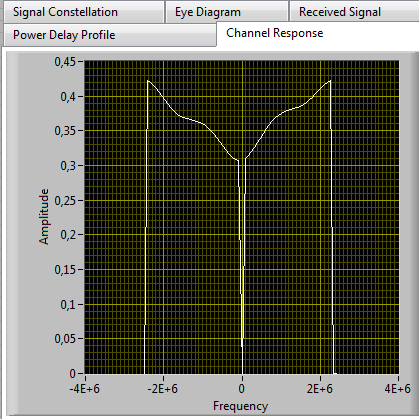 Signal Constellation Eye Diagram Received Signal
Power Delay Profile Channel Response
0,45
0,4
0,35
0,3
0,25
0,2
0,15
0,1
0,05
0
Amplitude
-4E+6 -2E+6 0 2E+6 4E+6
Frequency